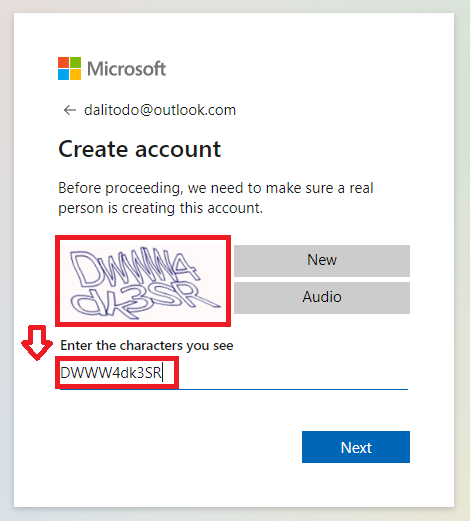 Microsoft
← dalitodo@outlook.com
Create account
Before proceeding, we need to make sure a real
person is creating this account.
DWWW4
dk3SR
New
Audio
Enter the characters you see
DWWW4dk3SR
Next